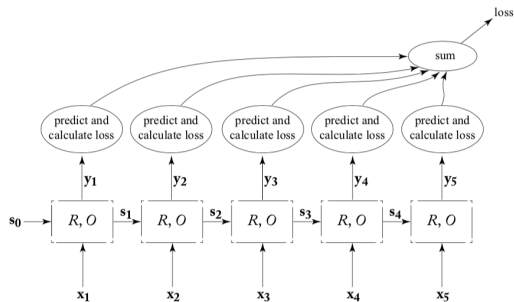 loss
sum
predict and
calculate loss
predict and
calculate loss
predict and
calculate loss
predict and
calculate loss
predict and
calculate loss
y1
y2
y3
y4
y5
s0
R, O
s1
R, O
s2
R, O
s3
R, O
s4
R, O
x1
x2
x3
x4
x5